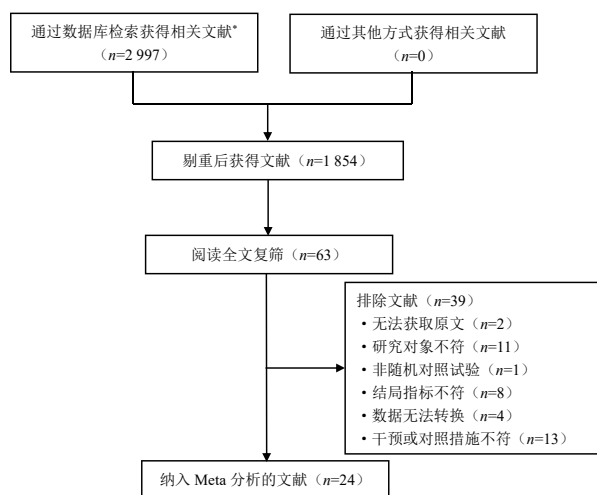 通过数据库检索获得相关文献*
（n=2 997）
通过其他方式获得相关文献
（n=0）
剔重后获得文献（n=1 854）
阅读全文复筛（n=63）
排除文献（n=39）
・无法获取原文（n=2）
・研究对象不符（n=11）
・非随机对照试验（n=1）
・结局指标不符（n=8）
・数据无法转换（n=4）
・干预或对照措施不符（n=13）
纳入 Meta 分析的文献（n=24）